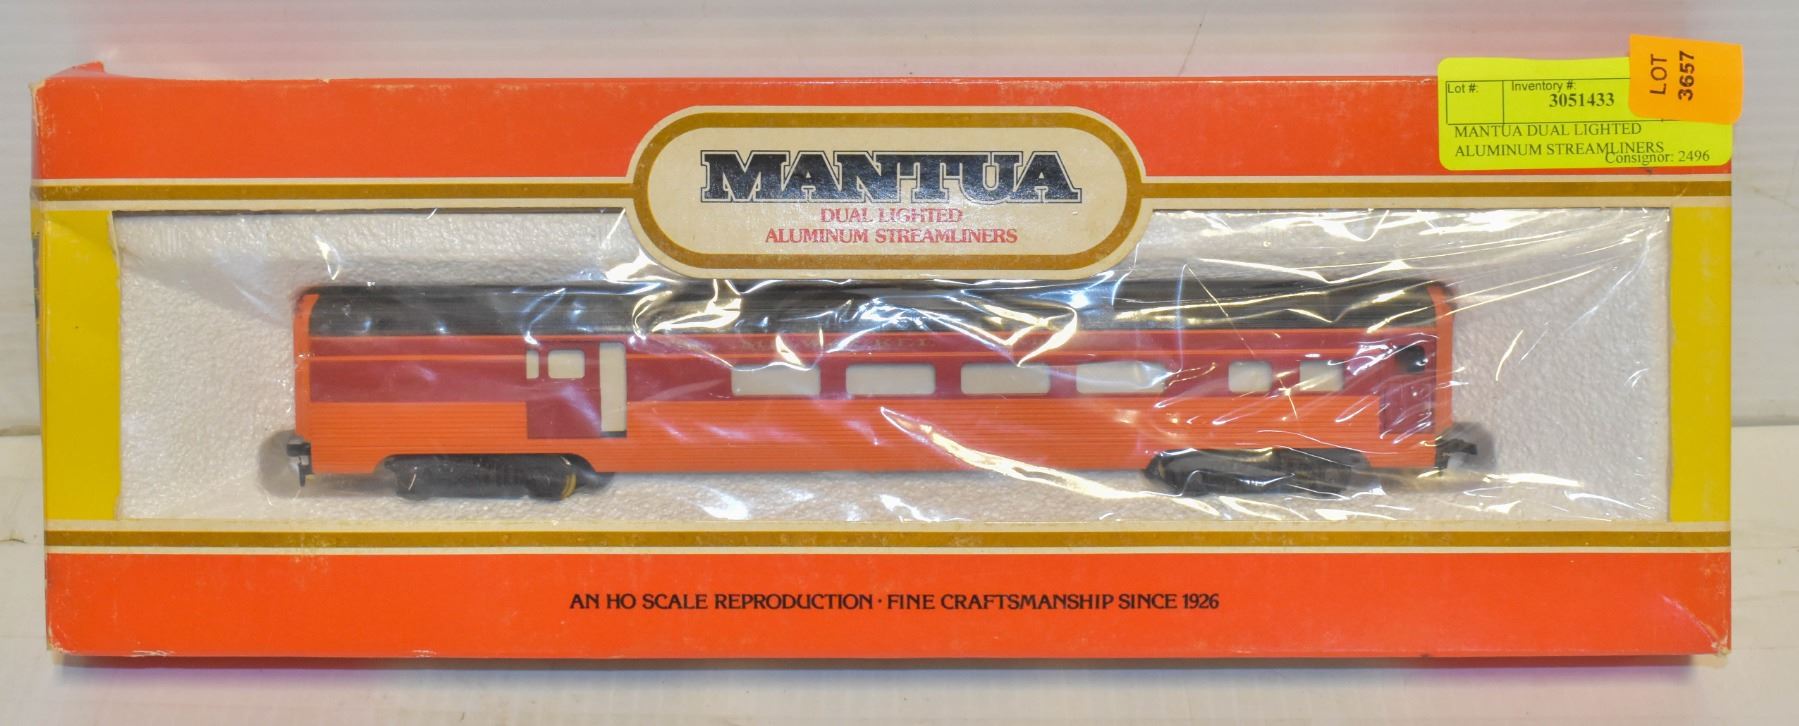 MANTUA
DUAL LIGHTED
ALUMINUM STREAMLINERS
Lot #: Inventory #:
3051433
MANTUA DUAL LIGHTED
ALUMINUM STREAMLINERS
Consignor: 2496
LOT
3657
AN HO SCALE REPRODUCTION · FINE CRAFTSMANSHIP SINCE 1926